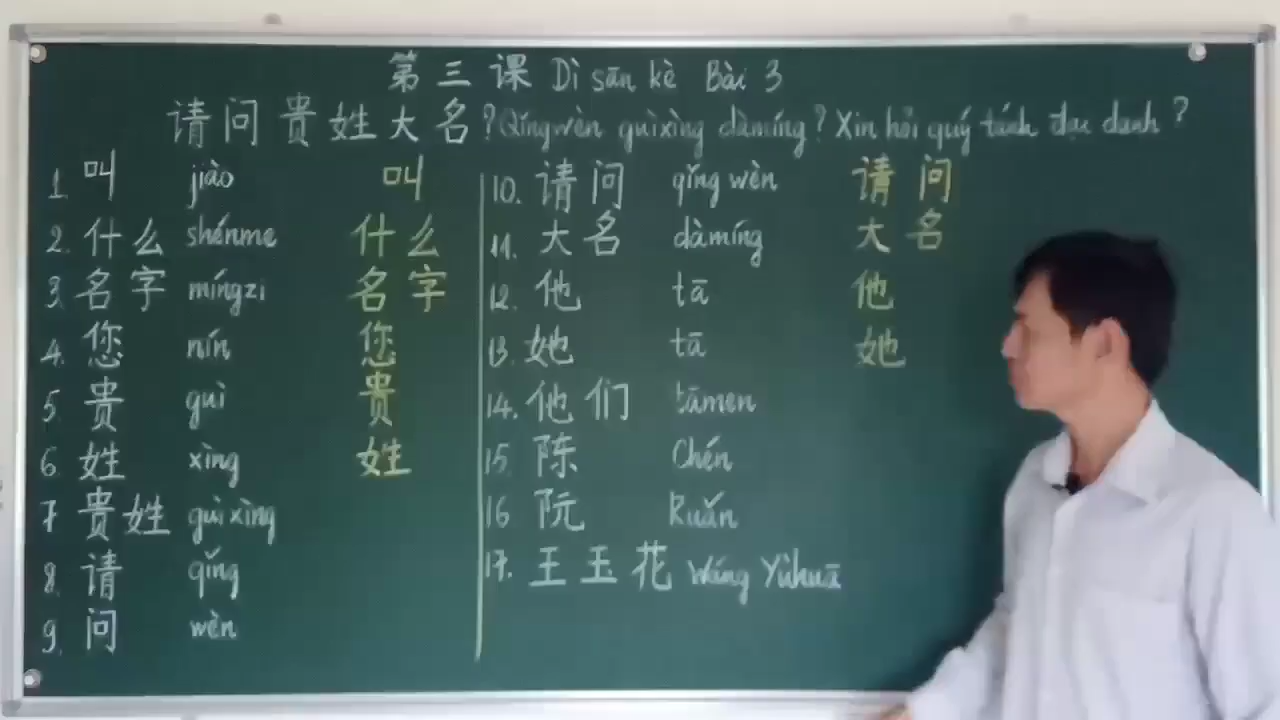 第三课 Dì sān kè Bài 3
请问贵姓大名? Qǐngwèn guìxìng dàmíng? Xin hỏi quý tánh đại danh?
1. 叫 jiào 叫
2. 什么 shénme 什么
3. 名字 míngzi 名字
4. 您 nín 您
5. 贵 guì 贵
6. 姓 xìng 姓
7 贵姓 guìxìng
8. 请 qǐng
9. 问 wèn
10. 请问 qǐng wèn 请问
11. 大名 dàmíng 大名
12. 他 tā 他
13. 她 tā 她
14. 他们 tāmen
15 陈 Chén
16 阮 Ruǎn
17. 王玉花 Wáng Yùhuā